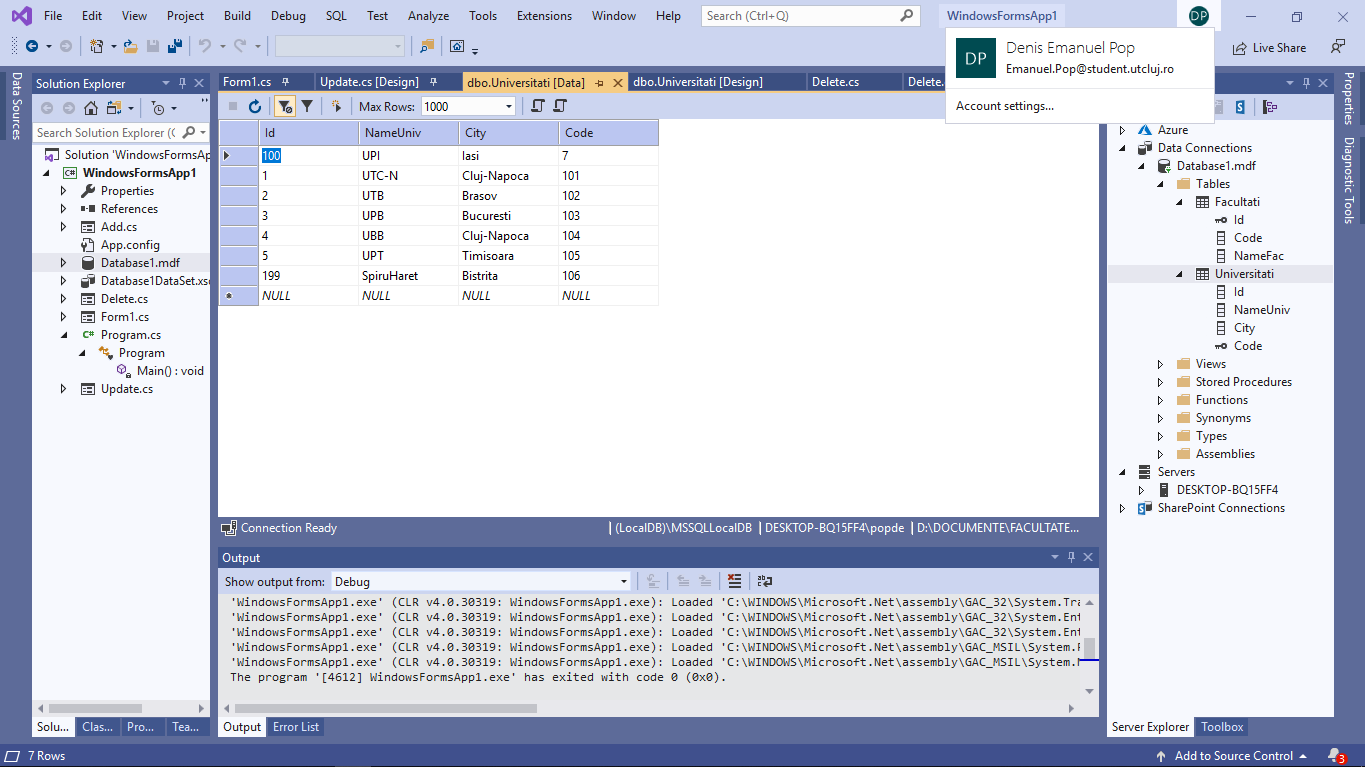 File Edit View Project Build Debug SQL Test Analyze Tools Extensions Window Help Search (Ctrl+Q) WindowsFormsApp1 DP
DP Denis Emanuel Pop
Emanuel.Pop@student.utcluj.ro
Account settings...
Live Share
Data Sources
Solution Explorer
Search Solution Explorer (C
Solution 'WindowsFormsAp
C# WindowsFormsApp1
Properties
References
Add.cs
App.config
Database1.mdf
Database1DataSet.xsd
Delete.cs
Form1.cs
C# Program.cs
Program
Main() : void
Update.cs
Solu... Clas... Pro... Tea...
Form1.cs Update.cs [Design] dbo.Universitati [Data] dbo.Universitati [Design] Delete.cs Delete.
Max Rows: 1000
Id NameUniv City Code
100 UPI Iasi 7
1 UTC-N Cluj-Napoca 101
2 UTB Brasov 102
3 UPB Bucuresti 103
4 UBB Cluj-Napoca 104
5 UPT Timisoara 105
199 SpiruHaret Bistrita 106
NULL NULL NULL NULL
Connection Ready | (LocalDB)\MSSQLLocalDB | DESKTOP-BQ15FF4\popde | D:\DOCUMENTE\FACULTATE...
Output
Show output from: Debug
'WindowsFormsApp1.exe' (CLR v4.0.30319: WindowsFormsApp1.exe): Loaded 'C:\WINDOWS\Microsoft.Net\assembly\GAC_32\System.Tra
'WindowsFormsApp1.exe' (CLR v4.0.30319: WindowsFormsApp1.exe): Loaded 'C:\WINDOWS\Microsoft.Net\assembly\GAC_32\System.Ent
'WindowsFormsApp1.exe' (CLR v4.0.30319: WindowsFormsApp1.exe): Loaded 'C:\WINDOWS\Microsoft.Net\assembly\GAC_32\System.Ent
'WindowsFormsApp1.exe' (CLR v4.0.30319: WindowsFormsApp1.exe): Loaded 'C:\WINDOWS\Microsoft.Net\assembly\GAC_MSIL\System.
'WindowsFormsApp1.exe' (CLR v4.0.30319: WindowsFormsApp1.exe): Loaded 'C:\WINDOWS\Microsoft.Net\assembly\GAC_MSIL\System.
The program '[4612] WindowsFormsApp1.exe' has exited with code 0 (0x0).
Output Error List
Azure
Data Connections
Database1.mdf
Tables
Facultati
Id
Code
NameFac
Universitati
Id
NameUniv
City
Code
Views
Stored Procedures
Functions
Synonyms
Types
Assemblies
Servers
DESKTOP-BQ15FF4
SharePoint Connections
Server Explorer Toolbox
Properties
Diagnostic Tools
7 Rows Add to Source Control 3